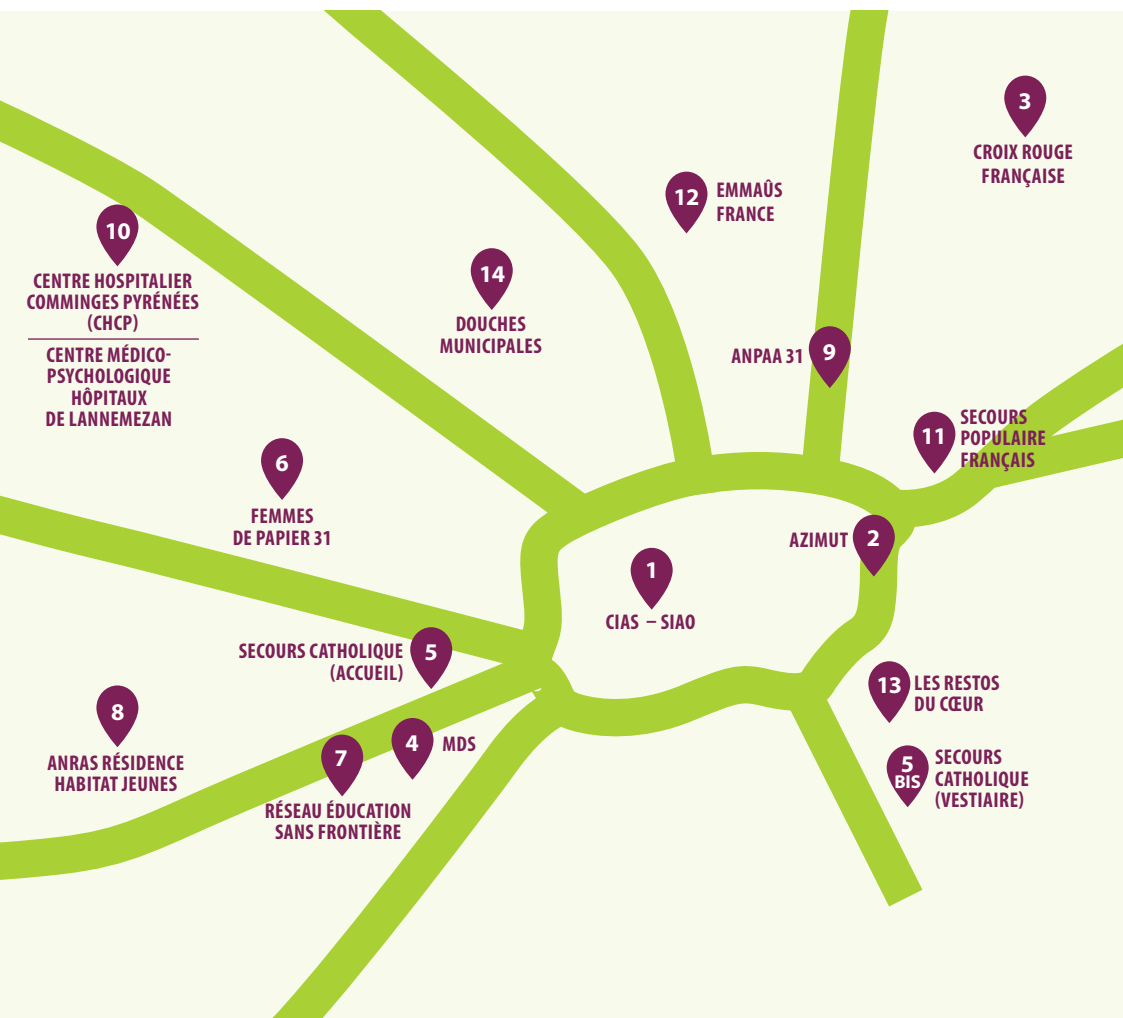 3
CROIX ROUGE
FRANÇAISE
12
EMMAÛS
FRANCE
10
CENTRE HOSPITALIER
COMMINGES PYRÉNÉES
(CHCP)
CENTRE MÉDICO-
PSYCHOLOGIQUE
HÔPITAUX
DE LANNEMEZAN
14
DOUCHES
MUNICIPALES
ANPAA 31
9
11
SECOURS
POPULAIRE
FRANÇAIS
6
FEMMES
DE PAPIER 31
AZIMUT
2
1
CIAS – SIAO
SECOURS CATHOLIQUE
(ACCUEIL)
5
13
LES RESTOS
DU CŒUR
8
ANRAS RÉSIDENCE
HABITAT JEUNES
4
MDS
7
RÉSEAU ÉDUCATION
SANS FRONTIÈRE
5
BIS
SECOURS
CATHOLIQUE
(VESTIAIRE)